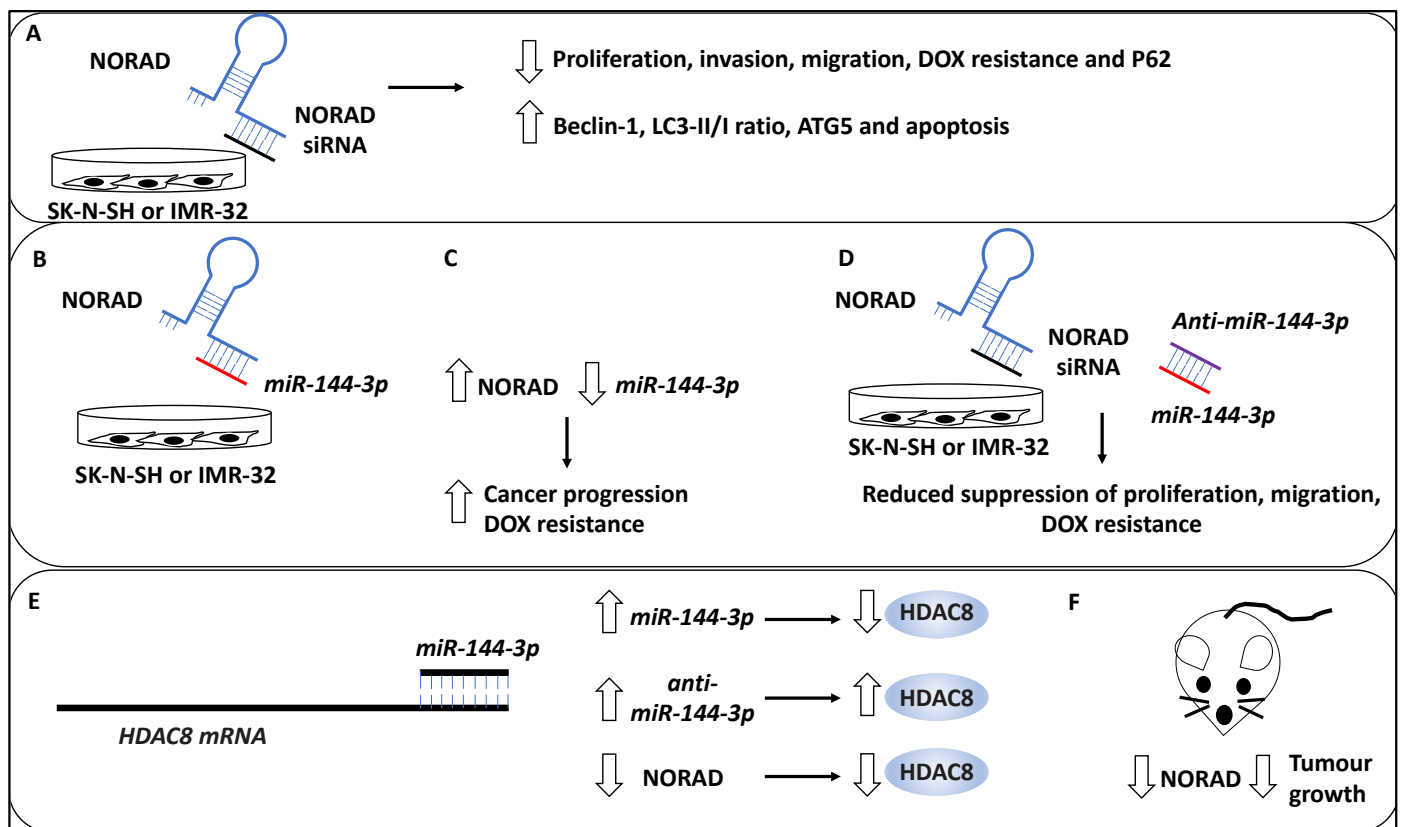 A
NORAD
NORAD
siRNA
SK-N-SH or IMR-32
Proliferation, invasion, migration, DOX resistance and P62
Beclin-1, LC3-II/I ratio, ATG5 and apoptosis
B
NORAD
miR-144-3p
SK-N-SH or IMR-32
C
NORAD
miR-144-3p
Cancer progression
DOX resistance
D
NORAD
NORAD
siRNA
Anti-miR-144-3p
miR-144-3p
SK-N-SH or IMR-32
Reduced suppression of proliferation, migration,
DOX resistance
E
miR-144-3p
HDAC8 mRNA
miR-144-3p
HDAC8
anti-
miR-144-3p
HDAC8
NORAD
HDAC8
F
NORAD
Tumour
growth